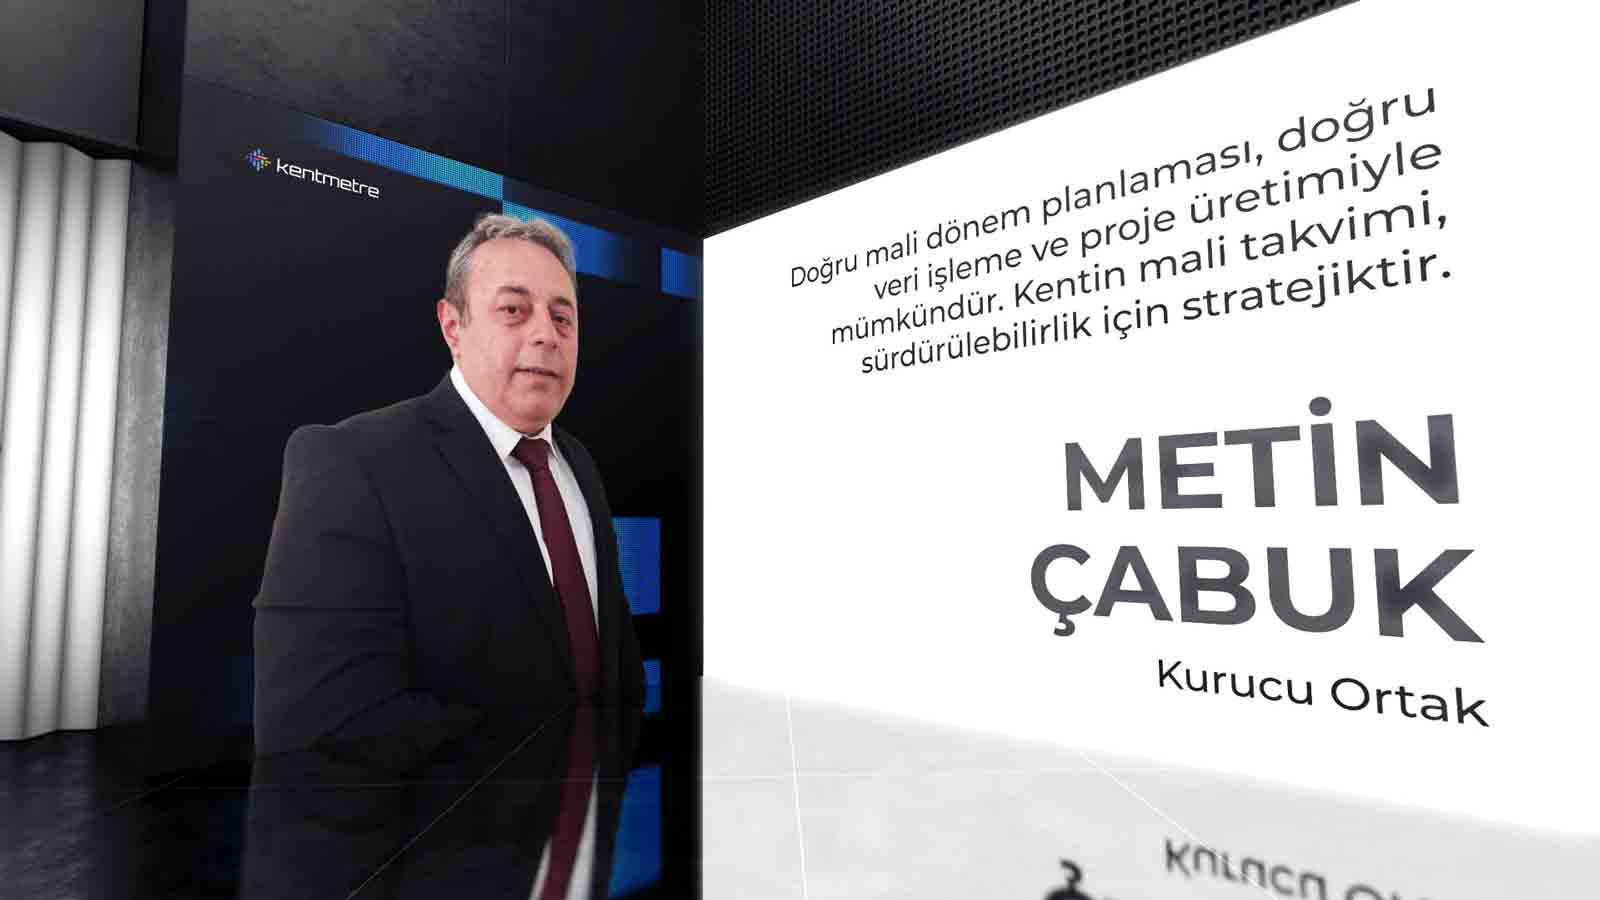 kentmetre
Doğru mali dönem planlaması, doğru
veri işleme ve proje üretimiyle
mümkündür. Kentin mali takvimi,
sürdürülebilirlik için stratejiktir.
METİN
ÇABUK
Kurucu Ortak